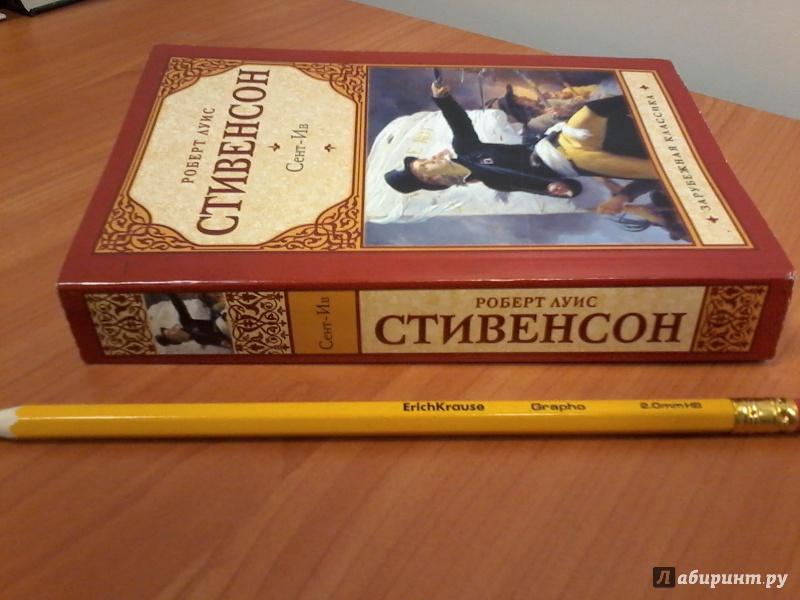 РОБЕРТ ЛУИС
СТИВЕНСОН
Сент-Ив
ЗАРУБЕЖНАЯ КЛАССИКА
Сент-Ив
РОБЕРТ ЛУИС
СТИВЕНСОН
ErichKrause Grapho 2.0mm HB
Лабиринт.ру